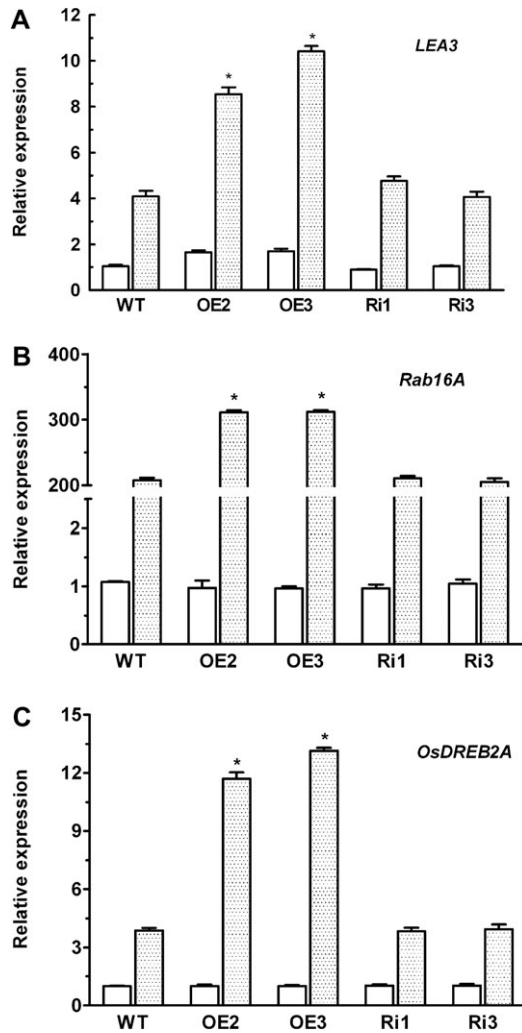 A
LEA3
Relative expression
12
10
8
6
4
2
0
* *
WT OE2 OE3 Ri1 Ri3
B
Rab16A
Relative expression
400
300
200
2
1
0
* *
WT OE2 OE3 Ri1 Ri3
C
OsDREB2A
Relative expression
15
12
9
6
3
0
* *
WT OE2 OE3 Ri1 Ri3